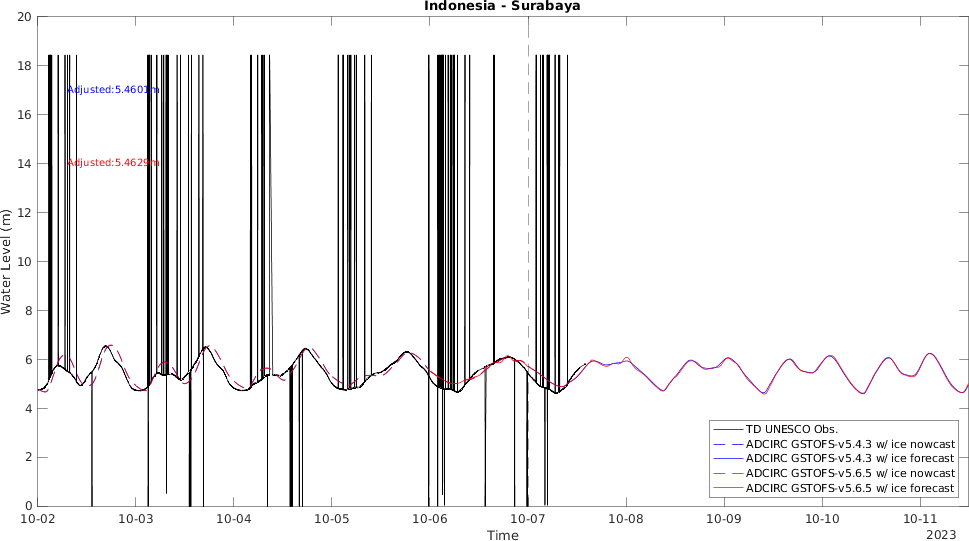 Indonesia - Surabaya
20
18
16
14
12
10
8
6
4
2
0
Water Level (m)
Adjusted:5.4601m
Adjusted:5.4629m
TD UNESCO Obs.
ADCIRC GSTOFS-v5.4.3 w/ ice nowcast
ADCIRC GSTOFS-v5.4.3 w/ ice forecast
ADCIRC GSTOFS-v5.6.5 w/ ice nowcast
ADCIRC GSTOFS-v5.6.5 w/ ice forecast
10-02 10-03 10-04 10-05 10-06 10-07 10-08 10-09 10-10 10-11
Time
2023